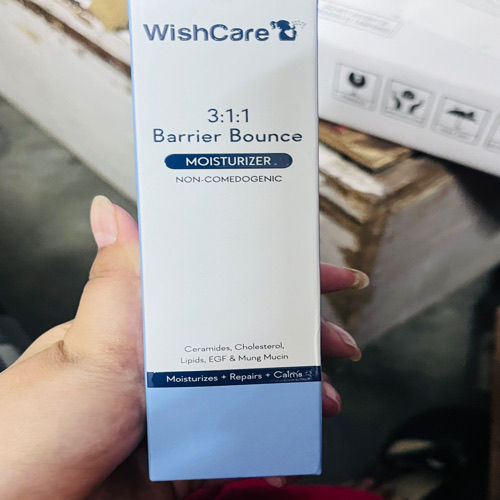 WishCare
3:1:1
Barrier Bounce
MOISTURIZER
NON-COMEDOGENIC
Ceramides, Cholesterol,
Lipids, EGF & Mung Mucin
Moisturizes + Repairs + Calms